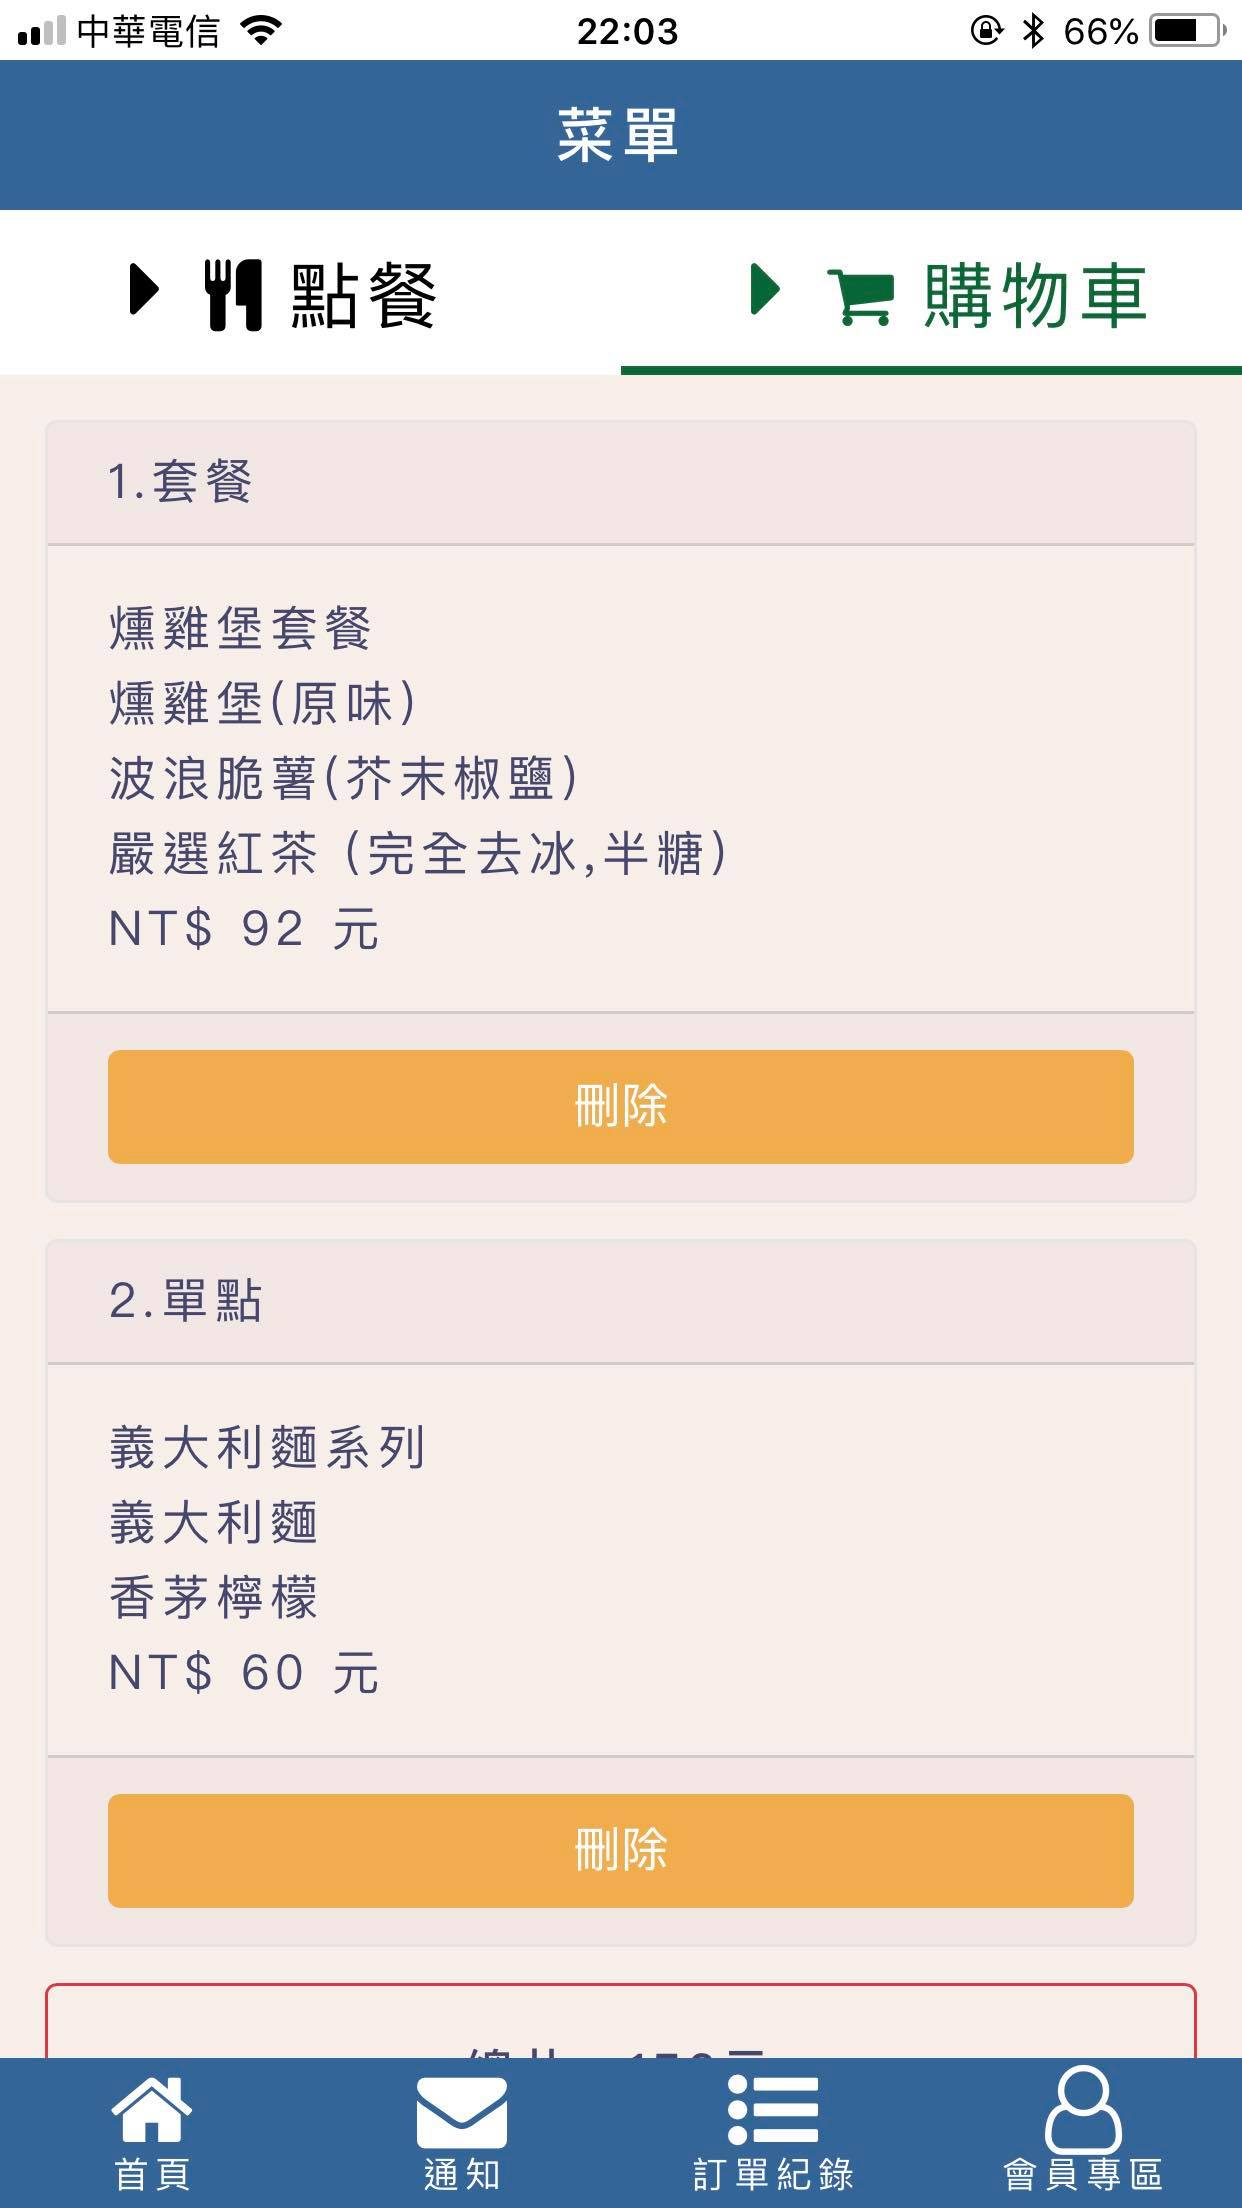 中華電信 22:03 66%
菜單
點餐 購物車
1.套餐
燻雞堡套餐
燻雞堡(原味)
波浪脆薯(芥末椒鹽)
嚴選紅茶 (完全去冰,半糖)
NT$ 92 元
刪除
2.單點
義大利麵系列
義大利麵
香茅檸檬
NT$ 60 元
刪除
首頁 通知 訂單紀錄 會員專區